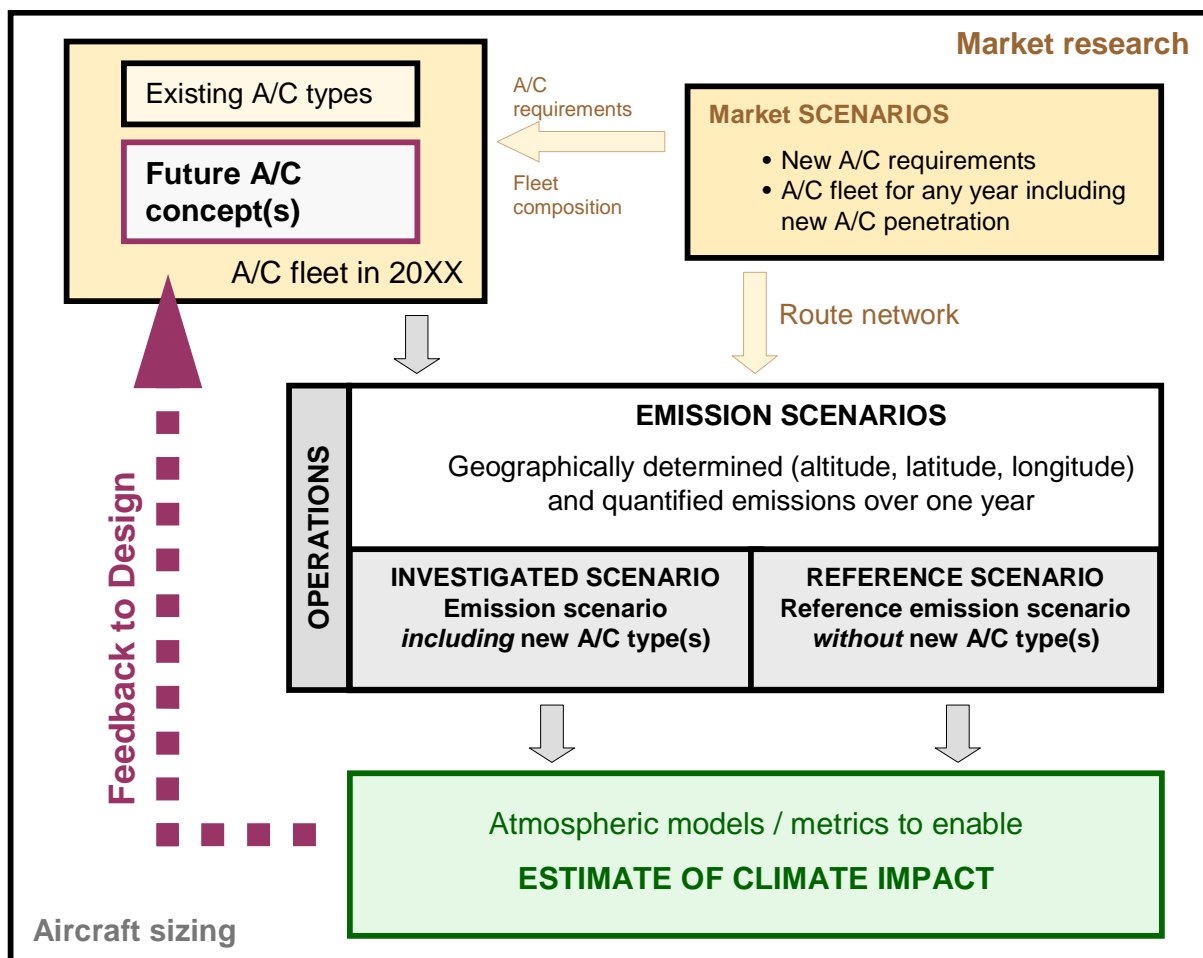 Market research
Existing A/C types
Future A/C
concept(s)
A/C fleet in 20XX
A/C
requirements
Fleet
composition
Market SCENARIOS
• New A/C requirements
• A/C fleet for any year including
new A/C penetration
Route network
OPERATIONS
EMISSION SCENARIOS
Geographically determined (altitude, latitude, longitude)
and quantified emissions over one year
INVESTIGATED SCENARIO
Emission scenario
including new A/C type(s)
REFERENCE SCENARIO
Reference emission scenario
without new A/C type(s)
Feedback to Design
Atmospheric models / metrics to enable
ESTIMATE OF CLIMATE IMPACT
Aircraft sizing